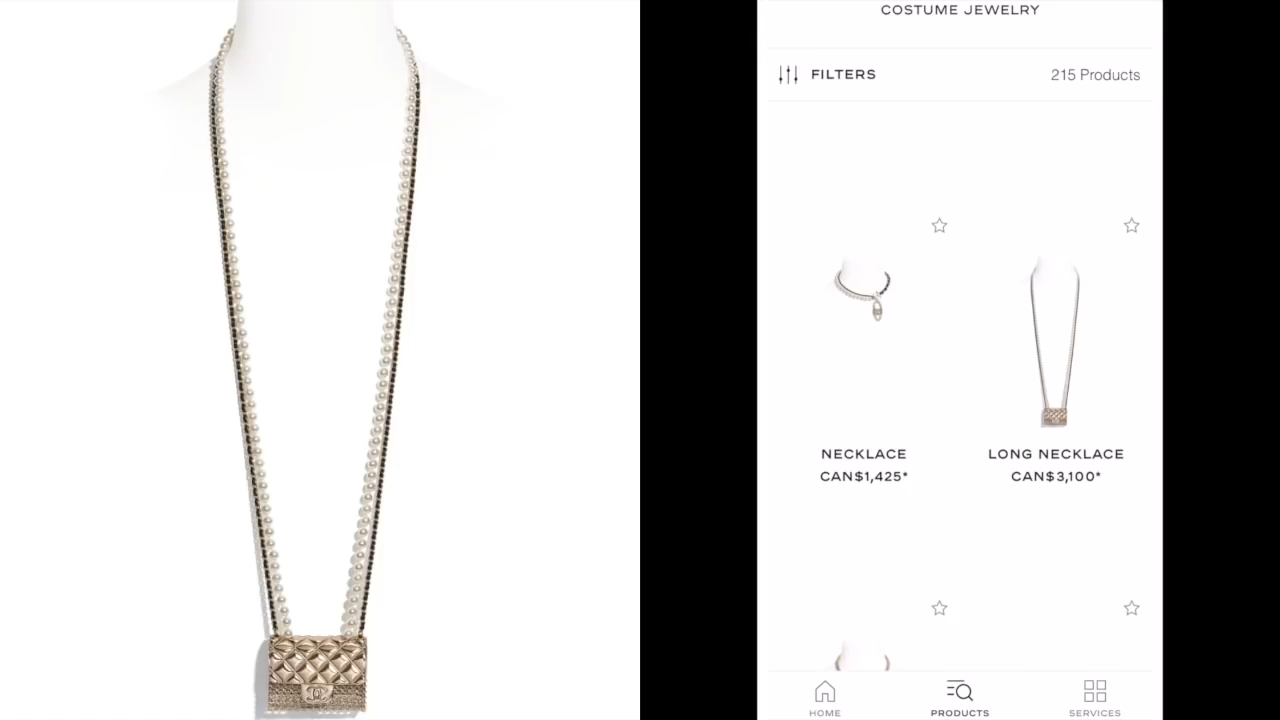 COSTUME JEWELRY
FILTERS
215 Products
NECKLACE
CAN$1,425*
LONG NECKLACE
CAN$3,100*
HOME
PRODUCTS
SERVICES